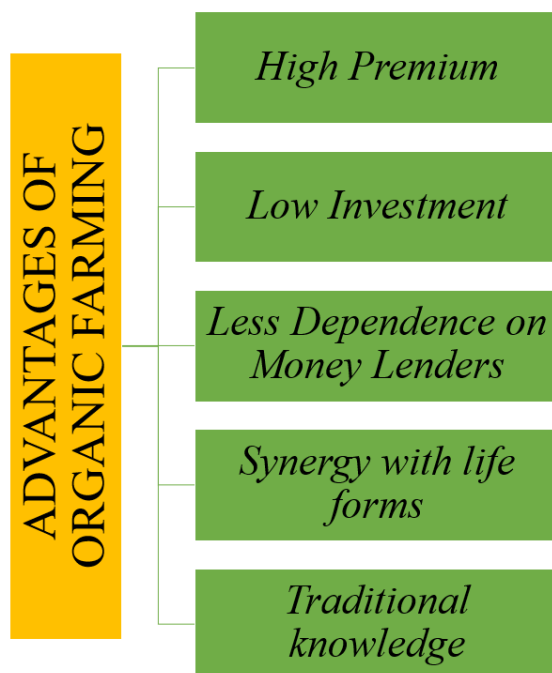 ADVANTAGES OF
ORGANIC FARMING
High Premium
Low Investment
Less Dependence on
Money Lenders
Synergy with life
forms
Traditional
knowledge